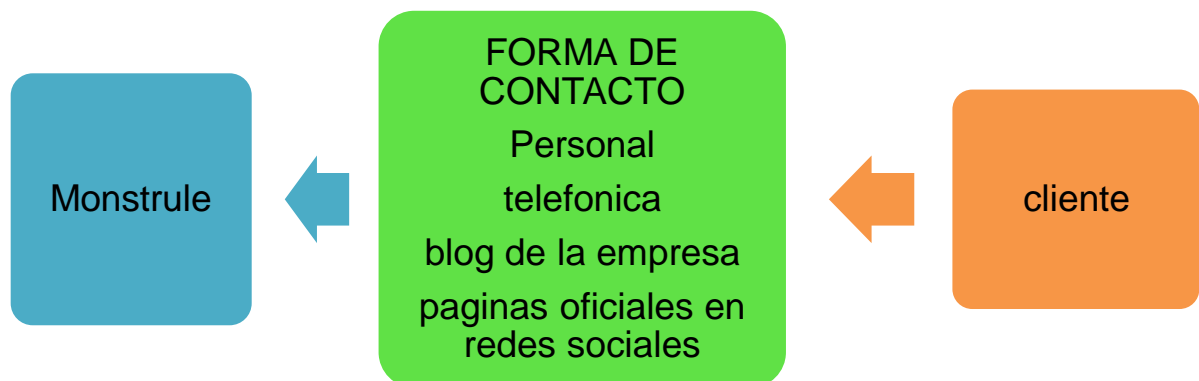 Monstrule
FORMA DE
CONTACTO
Personal
telefonica
blog de la empresa
paginas oficiales en
redes sociales
cliente